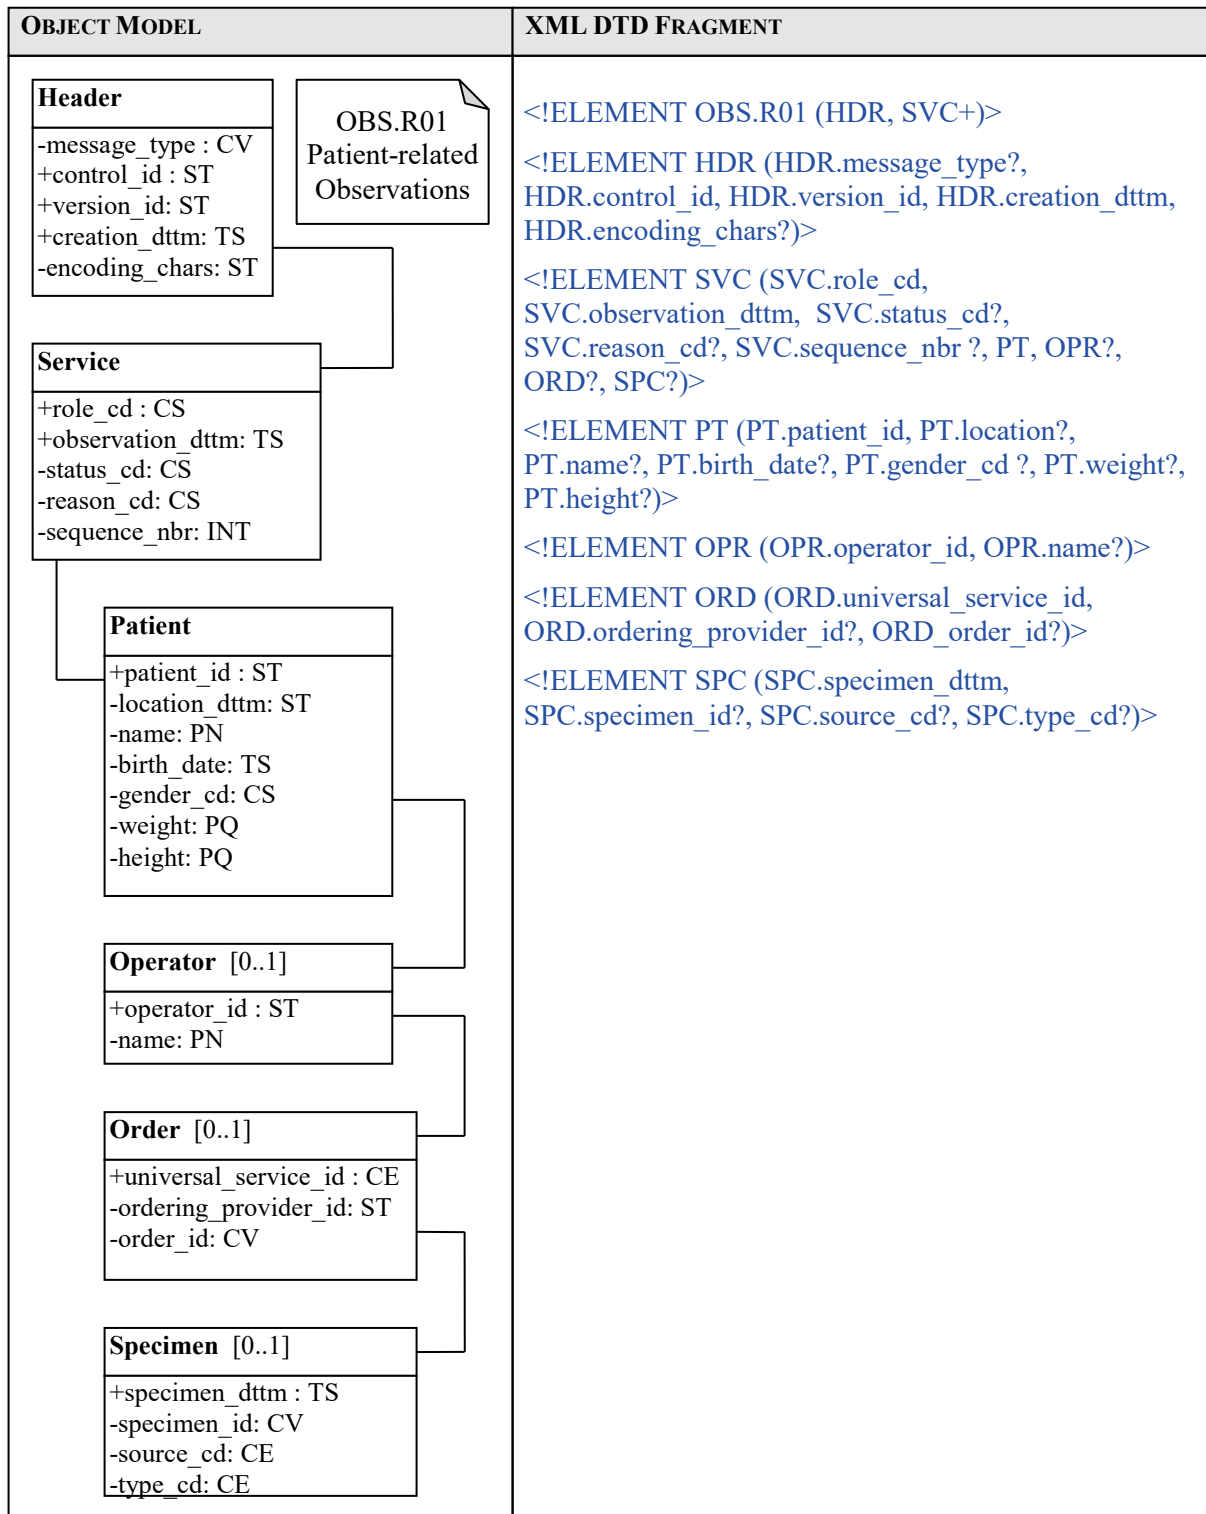 OBJECT MODEL
XML DTD FRAGMENT
Header
-message_type : CV
+control_id : ST
+version_id: ST
+creation_dttm: TS
-encoding_chars: ST
OBS.R01
Patient-related
Observations
Service
+role_cd : CS
+observation_dttm: TS
-status_cd: CS
-reason_cd: CS
-sequence_nbr: INT
Patient
+patient_id : ST
-location_dttm: ST
-name: PN
-birth_date: TS
-gender_cd: CS
-weight: PQ
-height: PQ
Operator [0..1]
+operator_id : ST
-name: PN
Order [0..1]
+universal_service_id : CE
-ordering_provider_id: ST
-order_id: CV
Specimen [0..1]
+specimen_dttm : TS
-specimen_id: CV
-source_cd: CE
-type_cd: CE
<!ELEMENT OBS.R01 (HDR, SVC+)>
<!ELEMENT HDR (HDR.message_type?,
HDR.control_id, HDR.version_id, HDR.creation_dttm,
HDR.encoding_chars?)>
<!ELEMENT SVC (SVC.role_cd,
SVC.observation_dttm, SVC.status_cd?,
SVC.reason_cd?, SVC.sequence_nbr ?, PT, OPR?,
ORD?, SPC?)>
<!ELEMENT PT (PT.patient_id, PT.location?,
PT.name?, PT.birth_date?, PT.gender_cd ?, PT.weight?,
PT.height?)>
<!ELEMENT OPR (OPR.operator_id, OPR.name?)>
<!ELEMENT ORD (ORD.universal_service_id,
ORD.ordering_provider_id?, ORD_order_id?)>
<!ELEMENT SPC (SPC.specimen_dttm,
SPC.specimen_id?, SPC.source_cd?, SPC.type_cd?)>